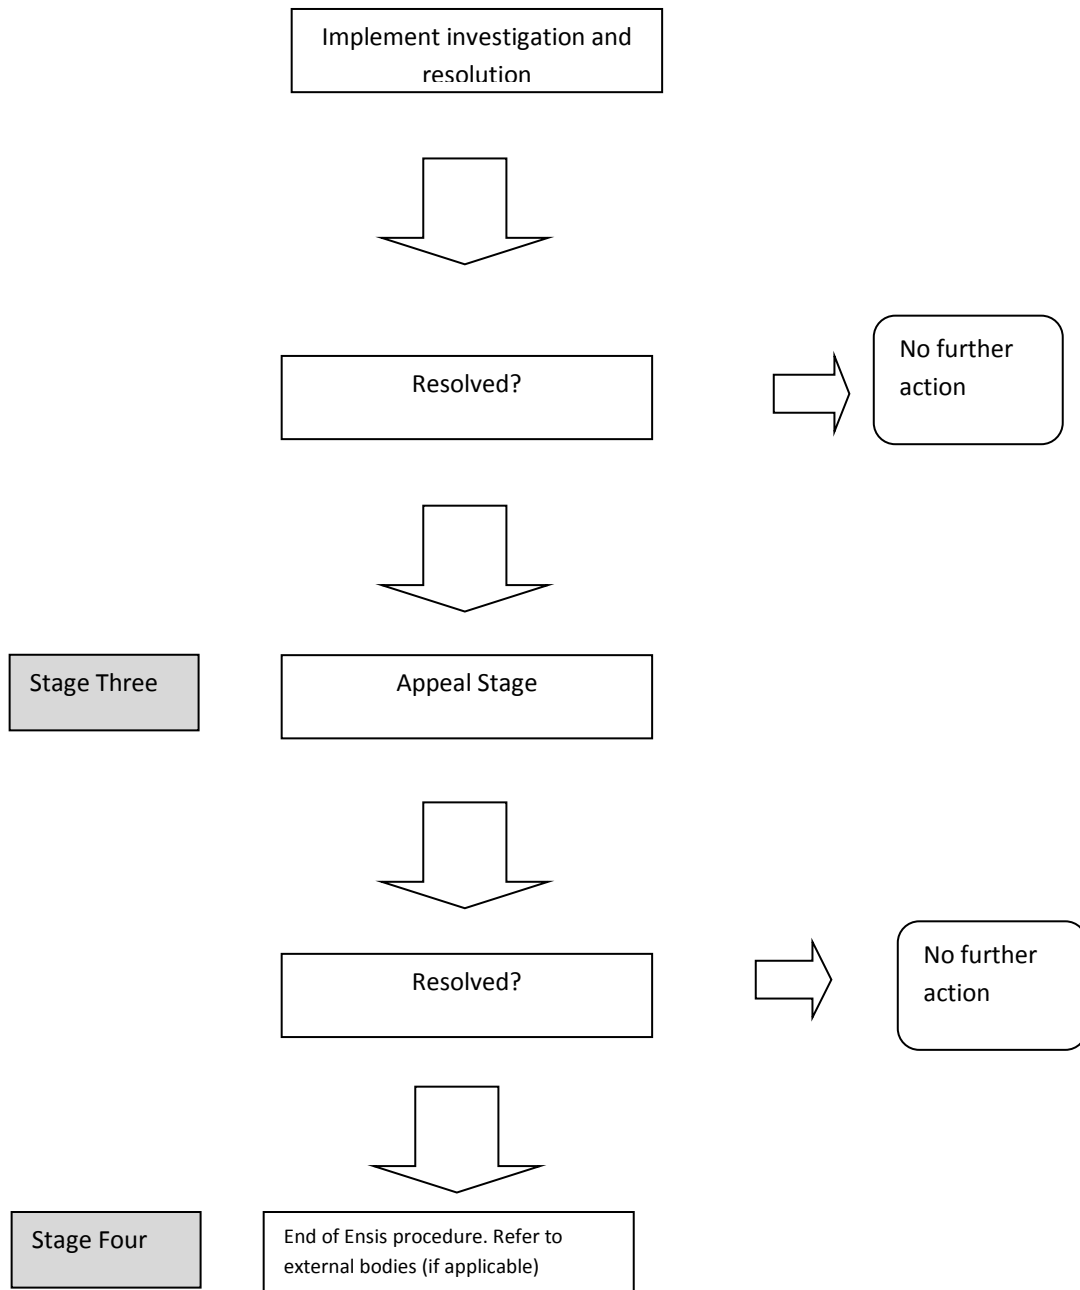 Implement investigation and
resolution
Resolved?
No further
action
Stage Three
Appeal Stage
Resolved?
No further
action
Stage Four
End of Ensis procedure. Refer to
external bodies (if applicable)